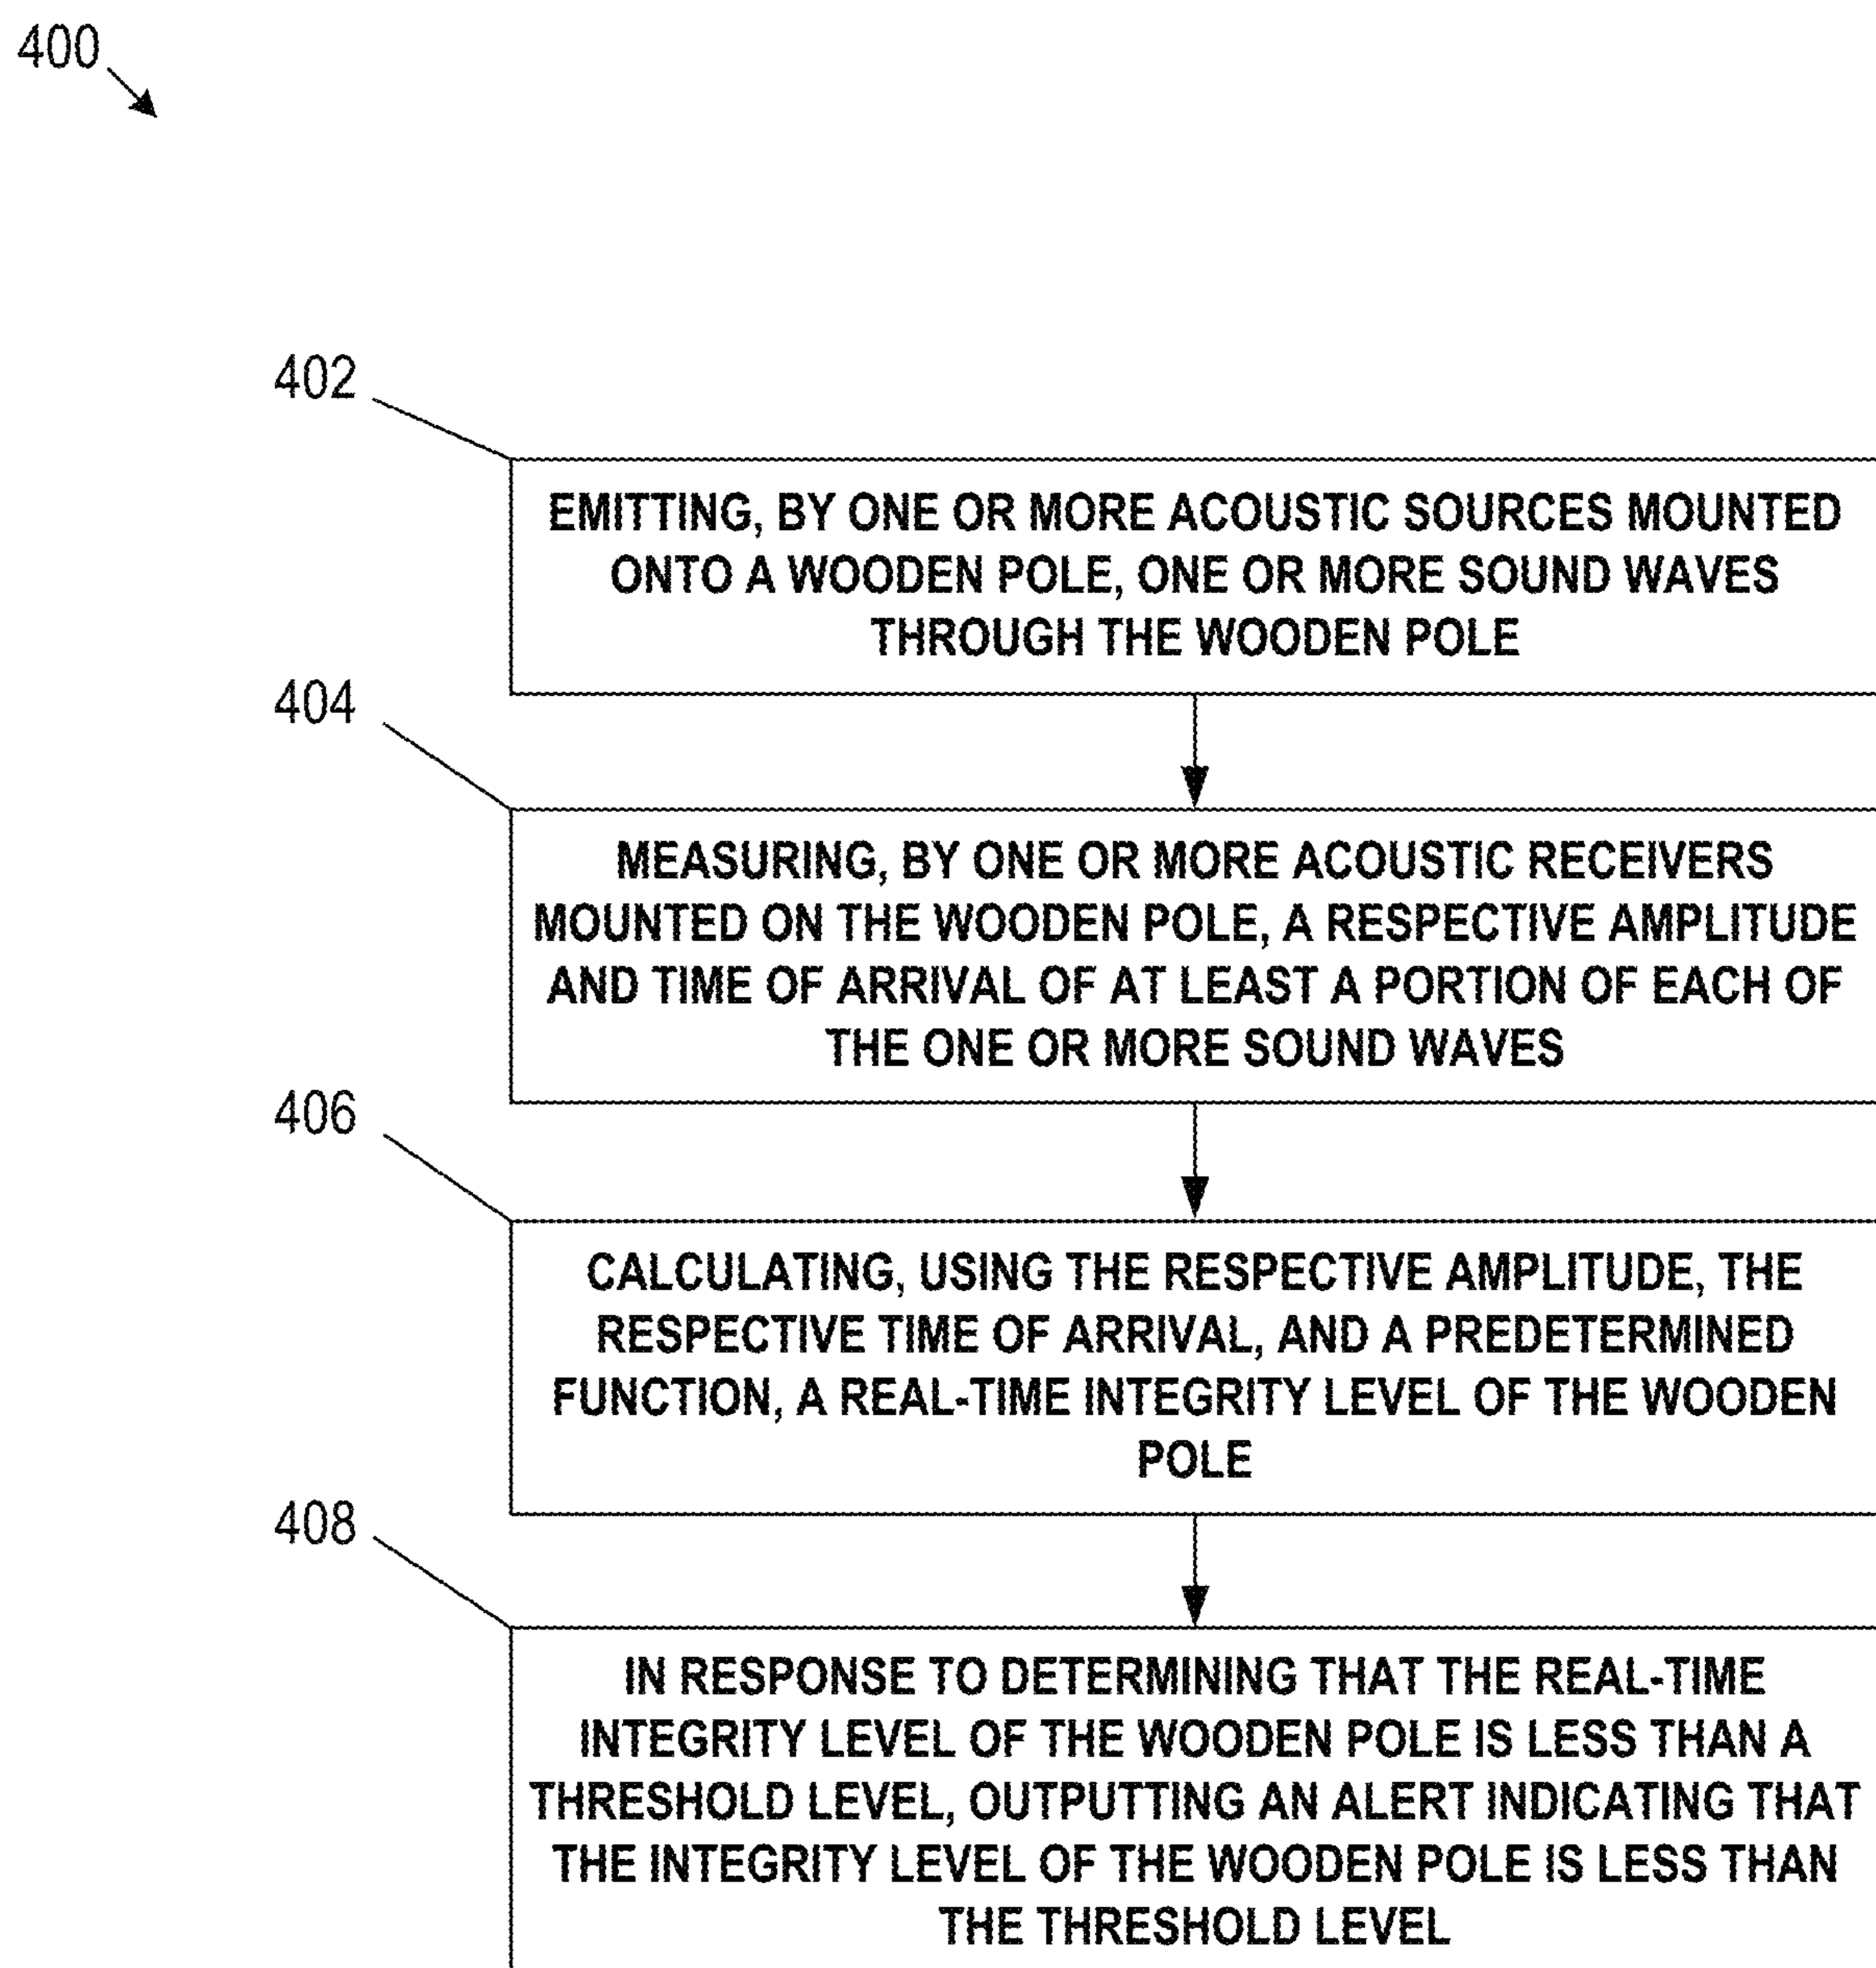 400
402
EMITTING, BY ONE OR MORE ACOUSTIC SOURCES MOUNTED
ONTO A WOODEN POLE, ONE OR MORE SOUND WAVES
THROUGH THE WOODEN POLE
404
MEASURING, BY ONE OR MORE ACOUSTIC RECEIVERS
MOUNTED ON THE WOODEN POLE, A RESPECTIVE AMPLITUDE
AND TIME OF ARRIVAL OF AT LEAST A PORTION OF EACH OF
THE ONE OR MORE SOUND WAVES
406
CALCULATING, USING THE RESPECTIVE AMPLITUDE, THE
RESPECTIVE TIME OF ARRIVAL, AND A PREDETERMINED
FUNCTION, A REAL-TIME INTEGRITY LEVEL OF THE WOODEN
POLE
408
IN RESPONSE TO DETERMINING THAT THE REAL-TIME
INTEGRITY LEVEL OF THE WOODEN POLE IS LESS THAN A
THRESHOLD LEVEL, OUTPUTTING AN ALERT INDICATING THAT
THE INTEGRITY LEVEL OF THE WOODEN POLE IS LESS THAN
THE THRESHOLD LEVEL